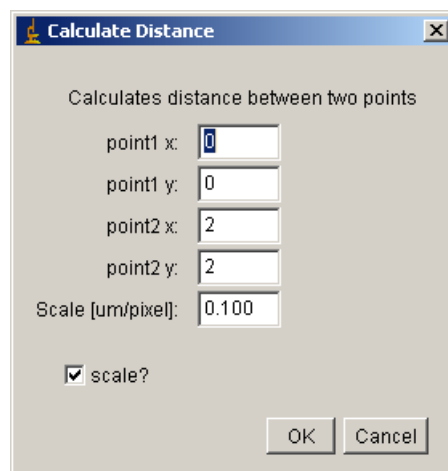 Calculate Distance
Calculates distance between two points
point1 x: 0
point1 y: 0
point2 x: 2
point2 y: 2
Scale [um/pixel]: 0.100
scale?
OK Cancel